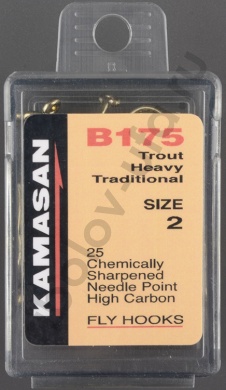 KAMASAN
B175
Trout
Heavy
Traditional
SIZE
2
25
Chemically
Sharpened
Needle Point
High Carbon
FLY HOOKS